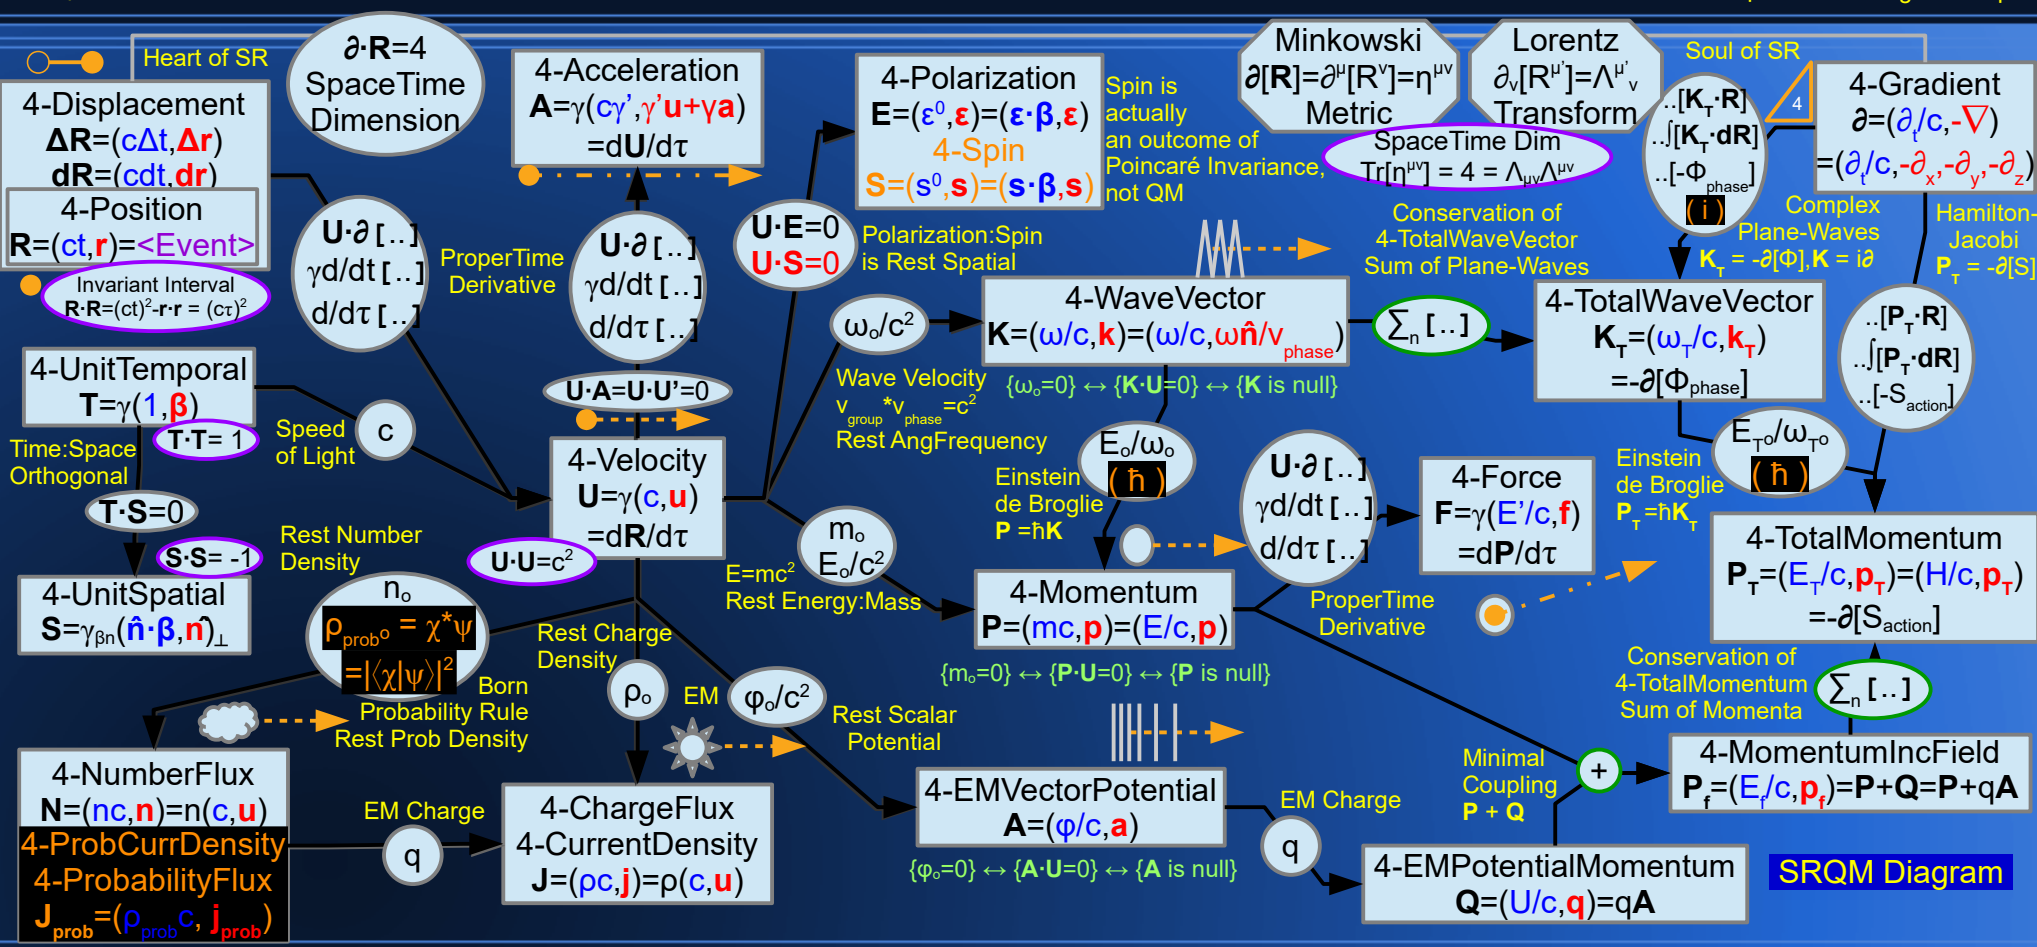 Heart of SR
4-Displacement
ΔR=(cΔt,Δr)
dR=(cdt,dr)
4-Position
R=(ct,r)=<Event>
Invariant Interval
R·R=(ct)²-r·r = (cτ)²
∂·R=4
SpaceTime
Dimension
U·∂[..]
γd/dt [..]
d/dτ [..]
4-Acceleration
A=γ(cγ',γ'u+γa)
=dU/dτ
ProperTime
Derivative
U·∂[..]
γd/dt [..]
d/dτ [..]
U·A=U·U'=0
4-Polarization
E=(ε⁰,ε)=(ε·β,ε)
4-Spin
S=(s⁰,s)=(s·β,s)
U·E=0
U·S=0
Polarization:Spin
is Rest Spatial
Spin is
actually
an outcome of
Poincaré Invariance,
not QM
Minkowski
∂[R]=∂^μ[R^ν]=η^μν
Metric
Lorentz
∂_ν[R^μ']=Λ^μ'_ν
Transform
SpaceTime Dim
Tr[η^μν] = 4 = Λ_μνΛ^μν
Soul of SR
..[K_T·R]
..∫[K_T·dR]
..[-Φ_phase]
( i )
4
4-Gradient
∂=(∂_t/c,-∇)
=(∂_t/c,-∂_x,-∂_y,-∂_z)
Complex
Plane-Waves
K_T = -∂[Φ],K = i∂
Hamilton-
Jacobi
P_T = -∂[S]
Conservation of
4-TotalWaveVector
Sum of Plane-Waves
4-UnitTemporal
T=γ(1,β)
T·T= 1
Time:Space
Orthogonal
T·S=0
S·S= -1
4-UnitSpatial
S=γ_βn(n̂·β,n̂)_⊥
Speed
of Light
c
4-Velocity
U=γ(c,u)
=dR/dτ
U·U=c²
ω₀/c²
4-WaveVector
K=(ω/c,k)=(ω/c,ωn̂/v_phase)
{ω₀=0} ↔ {K·U=0} ↔ {K is null}
Wave Velocity
v_group*v_phase=c²
Rest AngFrequency
∑_n [..]
4-TotalWaveVector
K_T=(ω_T/c,k_T)
=-∂[Φ_phase]
..[P_T·R]
..∫[P_T·dR]
..[-S_action]
E₀/ω₀
( ħ )
Einstein
de Broglie
P =ħK
U·∂[..]
γd/dt [..]
d/dτ [..]
4-Force
F=γ(E'/c,f)
=dP/dτ
Einstein
de Broglie
P_T =ħK_T
E_T₀/ω_T₀
( ħ )
Rest Number
Density
n₀
ρ_prob₀ = χ*ψ
=|⟨χ|ψ⟩|²
Born
Probability Rule
Rest Prob Density
m₀
E₀/c²
E=mc²
Rest Energy:Mass
4-Momentum
P=(mc,p)=(E/c,p)
{m₀=0} ↔ {P·U=0} ↔ {P is null}
ProperTime
Derivative
4-TotalMomentum
P_T=(E_T/c,p_T)=(H/c,p_T)
=-∂[S_action]
Rest Charge
Density
ρ₀
EM
φ₀/c²
Rest Scalar
Potential
Conservation of
4-TotalMomentum
Sum of Momenta
∑_n [..]
4-NumberFlux
N=(nc,n)=n(c,u)
4-ProbCurrDensity
4-ProbabilityFlux
J_prob=(ρ_prob c, j_prob)
EM Charge
q
4-ChargeFlux
4-CurrentDensity
J=(ρc,j)=ρ(c,u)
4-EMVectorPotential
A=(φ/c,a)
{φ₀=0} ↔ {A·U=0} ↔ {A is null}
EM Charge
q
Minimal
Coupling
P + Q
+
4-MomentumIncField
P_f=(E_f/c,p_f)=P+Q=P+qA
4-EMPotentialMomentum
Q=(U/c,q)=qA
SRQM Diagram